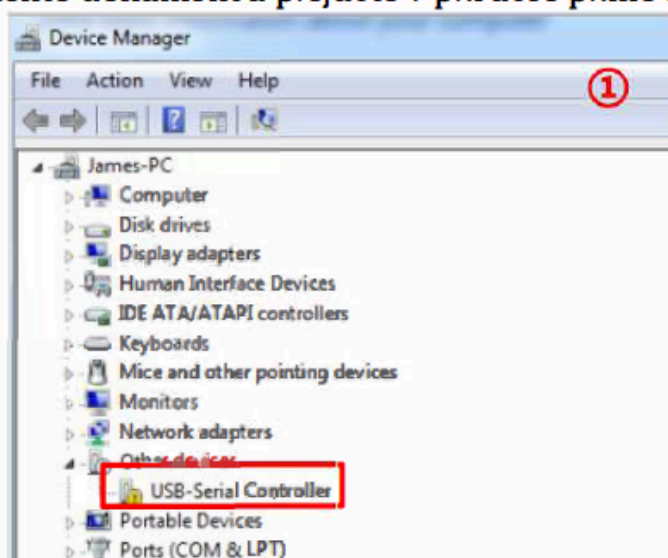 Device Manager
File Action View Help
①
James-PC
Computer
Disk drives
Display adapters
Human Interface Devices
IDE ATA/ATAPI controllers
Keyboards
Mice and other pointing devices
Monitors
Network adapters
Other devices
USB-Serial Controller
Portable Devices
Ports (COM & LPT)